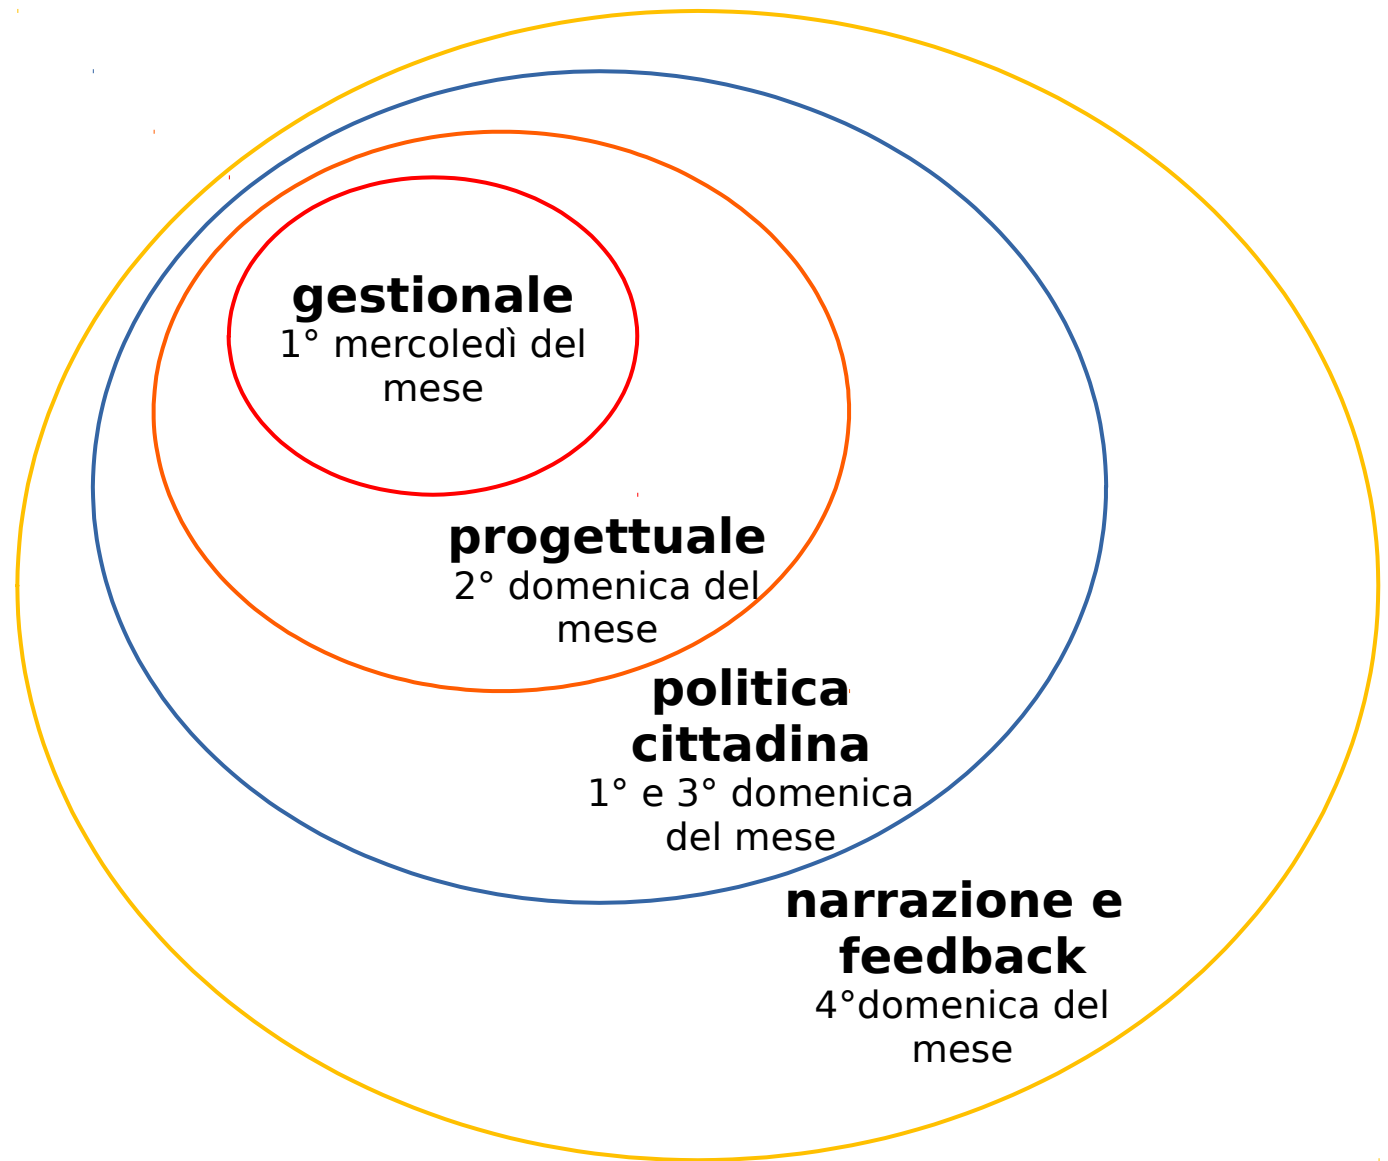 gestionale
1° mercoledì del
mese
progettuale
2° domenica del
mese
politica
cittadina
1° e 3° domenica
del mese
narrazione e
feedback
4°domenica del
mese